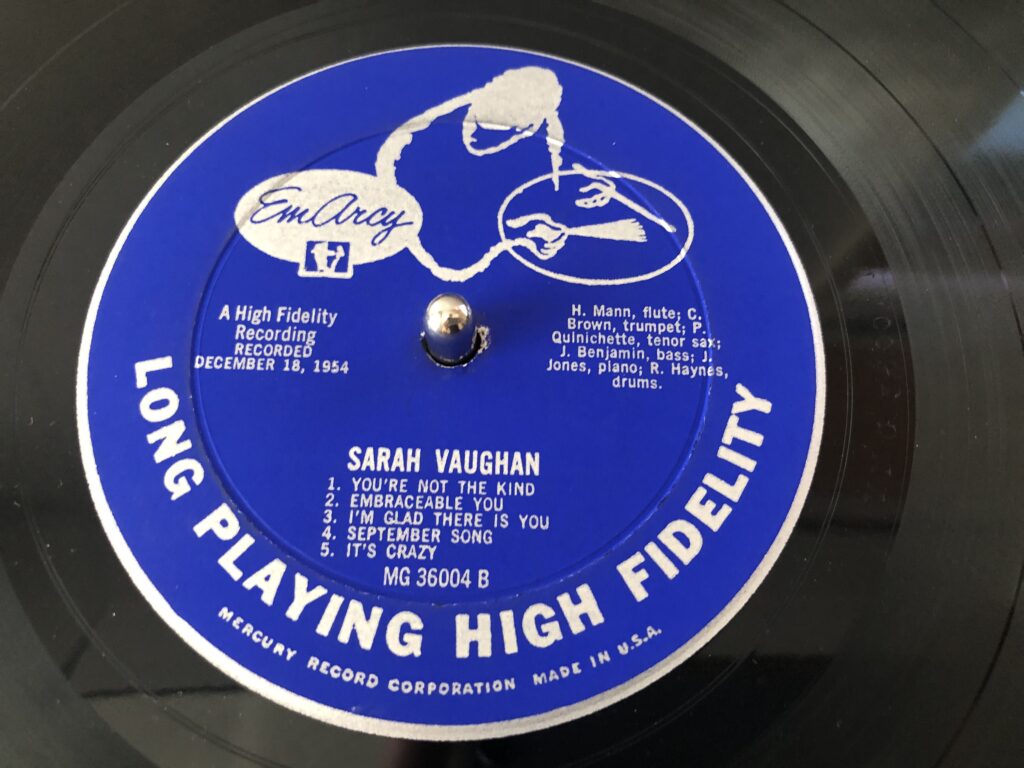 EmArcy
A High Fidelity
Recording
RECORDED
DECEMBER 18, 1954
H. Mann, flute; C.
Brown, trumpet; P.
Quinichette, tenor sax;
J. Benjamin, bass; J.
Jones, piano; R. Haynes,
drums.
SARAH VAUGHAN
1. YOU'RE NOT THE KIND
2. EMBRACEABLE YOU
3. I'M GLAD THERE IS YOU
4. SEPTEMBER SONG
5. IT'S CRAZY
MG 36004 B
LONG PLAYING HIGH FIDELITY
MERCURY RECORD CORPORATION MADE IN U.S.A.